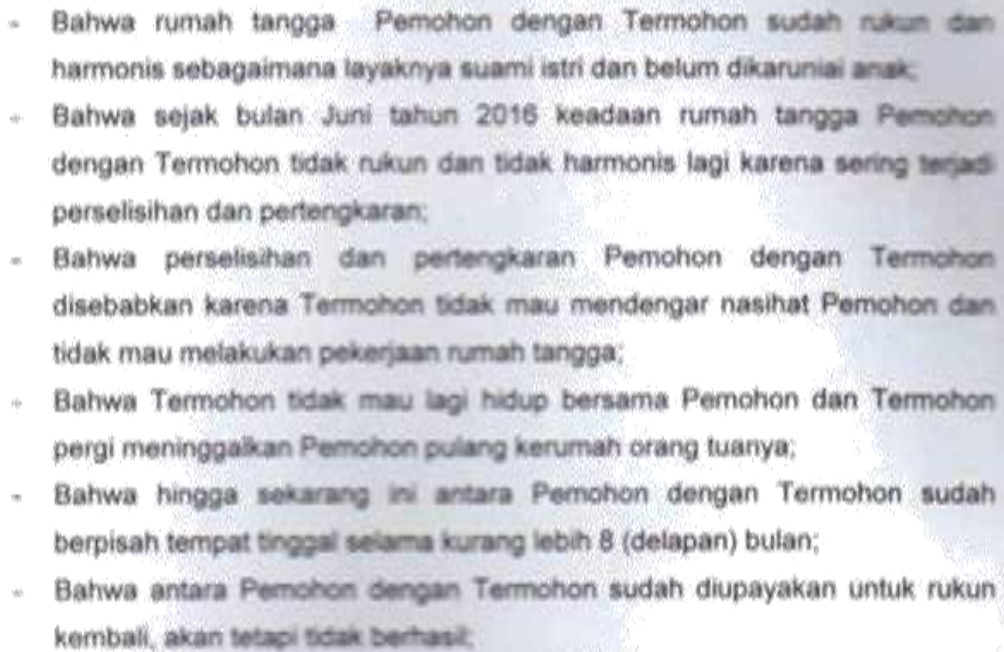 - Bahwa rumah tangga Pemohon dengan Termohon sudah rukun dan
harmonis sebagaimana layaknya suami istri dan belum dikaruniai anak;
- Bahwa sejak bulan Juni tahun 2016 keadaan rumah tangga Pemohon
dengan Termohon tidak rukun dan tidak harmonis lagi karena sering terjadi
perselisihan dan pertengkaran;
- Bahwa perselisihan dan pertengkaran Pemohon dengan Termohon
disebabkan karena Termohon tidak mau mendengar nasihat Pemohon dan
tidak mau melakukan pekerjaan rumah tangga;
- Bahwa Termohon tidak mau lagi hidup bersama Pemohon dan Termohon
pergi meninggalkan Pemohon pulang kerumah orang tuanya;
- Bahwa hingga sekarang ini antara Pemohon dengan Termohon sudah
berpisah tempat tinggal selama kurang lebih 8 (delapan) bulan;
- Bahwa antara Pemohon dengan Termohon sudah diupayakan untuk rukun
kembali, akan tetapi tidak berhasil;